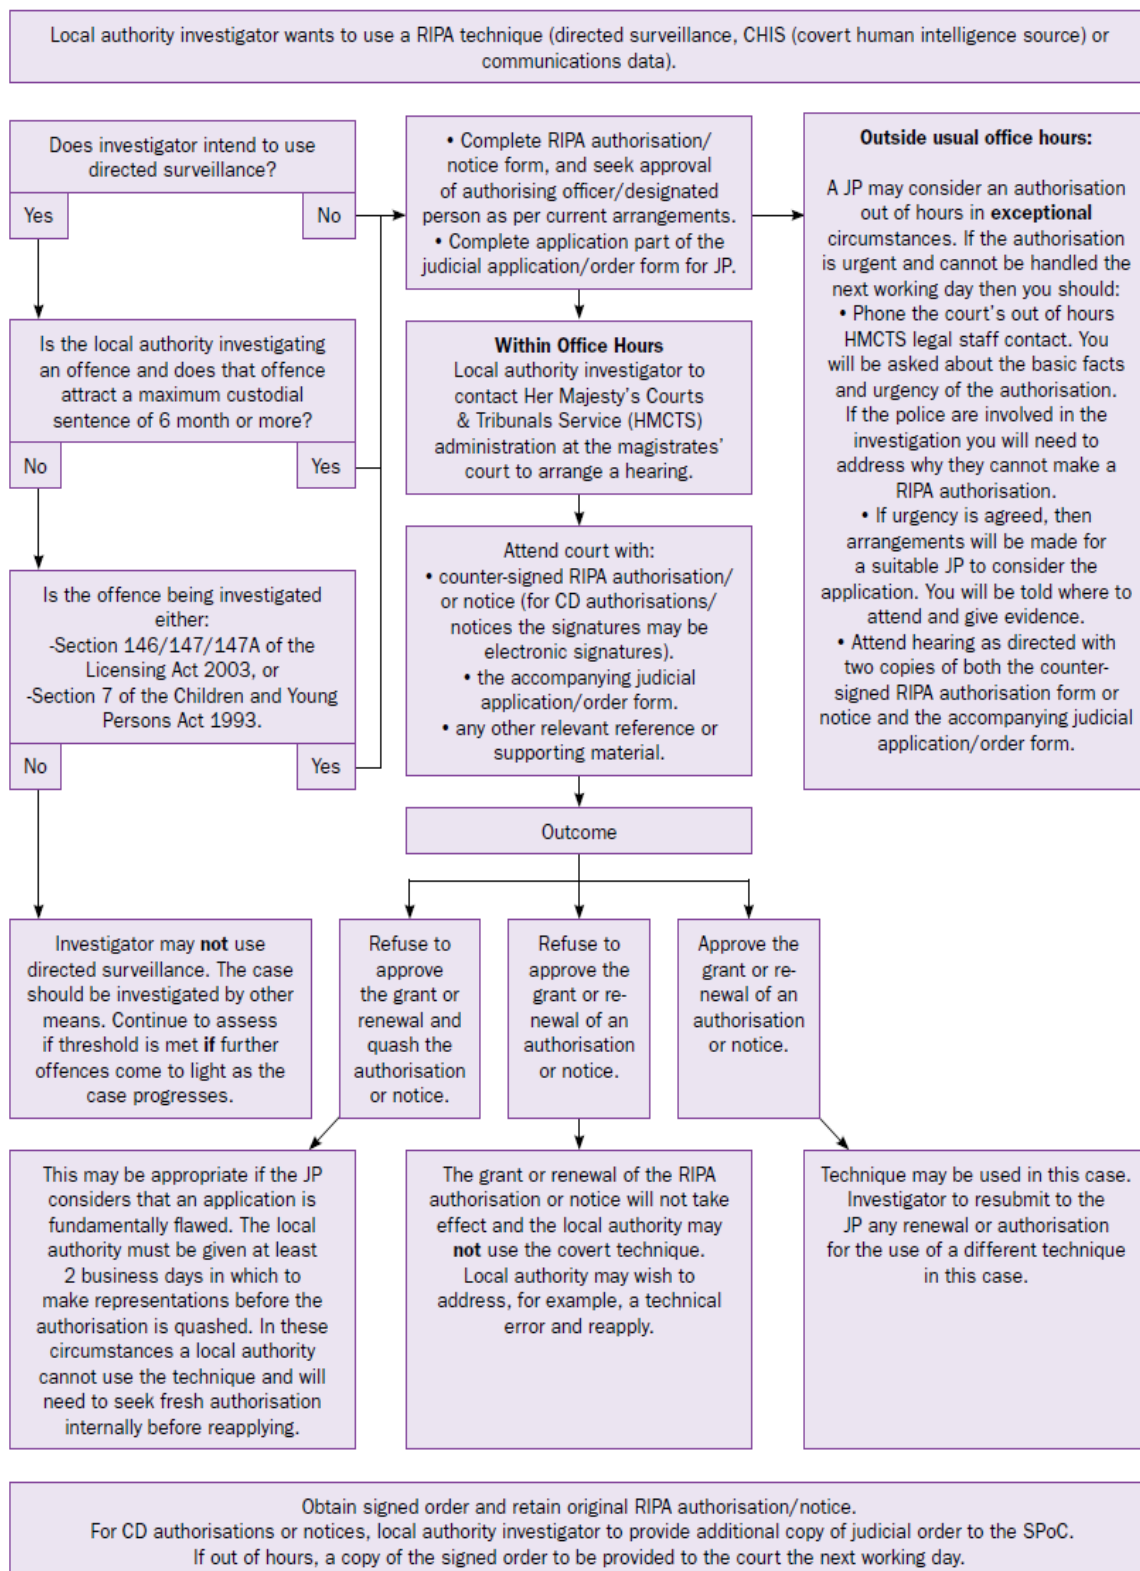 Local authority investigator wants to use a RIPA technique (directed surveillance, CHIS (covert human intelligence source) or
communications data).
Does investigator intend to use
directed surveillance?
Yes
No
Is the local authority investigating
an offence and does that offence
attract a maximum custodial
sentence of 6 month or more?
No
Yes
Is the offence being investigated
either:
-Section 146/147/147A of the
Licensing Act 2003, or
-Section 7 of the Children and Young
Persons Act 1993.
No
Yes
Investigator may not use
directed surveillance. The case
should be investigated by other
means. Continue to assess
if threshold is met if further
offences come to light as the
case progresses.
• Complete RIPA authorisation/
notice form, and seek approval
of authorising officer/designated
person as per current arrangements.
• Complete application part of the
judicial application/order form for JP.
Within Office Hours
Local authority investigator to
contact Her Majesty's Courts
& Tribunals Service (HMCTS)
administration at the magistrates'
court to arrange a hearing.
Attend court with:
• counter-signed RIPA authorisation/
or notice (for CD authorisations/
notices the signatures may be
electronic signatures).
• the accompanying judicial
application/order form.
• any other relevant reference or
supporting material.
Outside usual office hours:
A JP may consider an authorisation
out of hours in exceptional
circumstances. If the authorisation
is urgent and cannot be handled the
next working day then you should:
• Phone the court's out of hours
HMCTS legal staff contact. You
will be asked about the basic facts
and urgency of the authorisation.
If the police are involved in the
investigation you will need to
address why they cannot make a
RIPA authorisation.
• If urgency is agreed, then
arrangements will be made for
a suitable JP to consider the
application. You will be told where to
attend and give evidence.
• Attend hearing as directed with
two copies of both the counter-
signed RIPA authorisation form or
notice and the accompanying judicial
application/order form.
Outcome
Refuse to
approve
the grant or
renewal and
quash the
authorisation
or notice.
Refuse to
approve the
grant or re-
newal of an
authorisation
or notice.
Approve the
grant or re-
newal of an
authorisation
or notice.
This may be appropriate if the JP
considers that an application is
fundamentally flawed. The local
authority must be given at least
2 business days in which to
make representations before the
authorisation is quashed. In these
circumstances a local authority
cannot use the technique and will
need to seek fresh authorisation
internally before reapplying.
The grant or renewal of the RIPA
authorisation or notice will not take
effect and the local authority may
not use the covert technique.
Local authority may wish to
address, for example, a technical
error and reapply.
Technique may be used in this case.
Investigator to resubmit to the
JP any renewal or authorisation
for the use of a different technique
in this case.
Obtain signed order and retain original RIPA authorisation/notice.
For CD authorisations or notices, local authority investigator to provide additional copy of judicial order to the SPoC.
If out of hours, a copy of the signed order to be provided to the court the next working day.